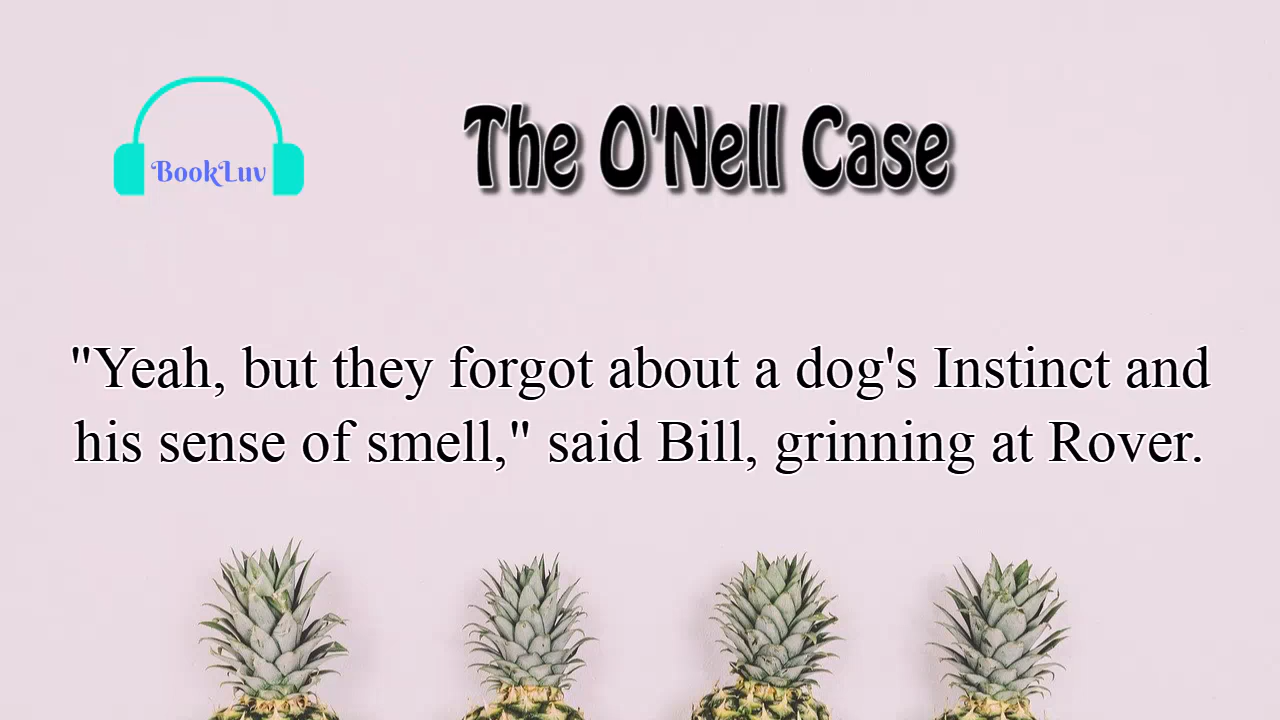 BookLuv
The O'Nell Case
"Yeah, but they forgot about a dog's Instinct and
his sense of smell," said Bill, grinning at Rover.